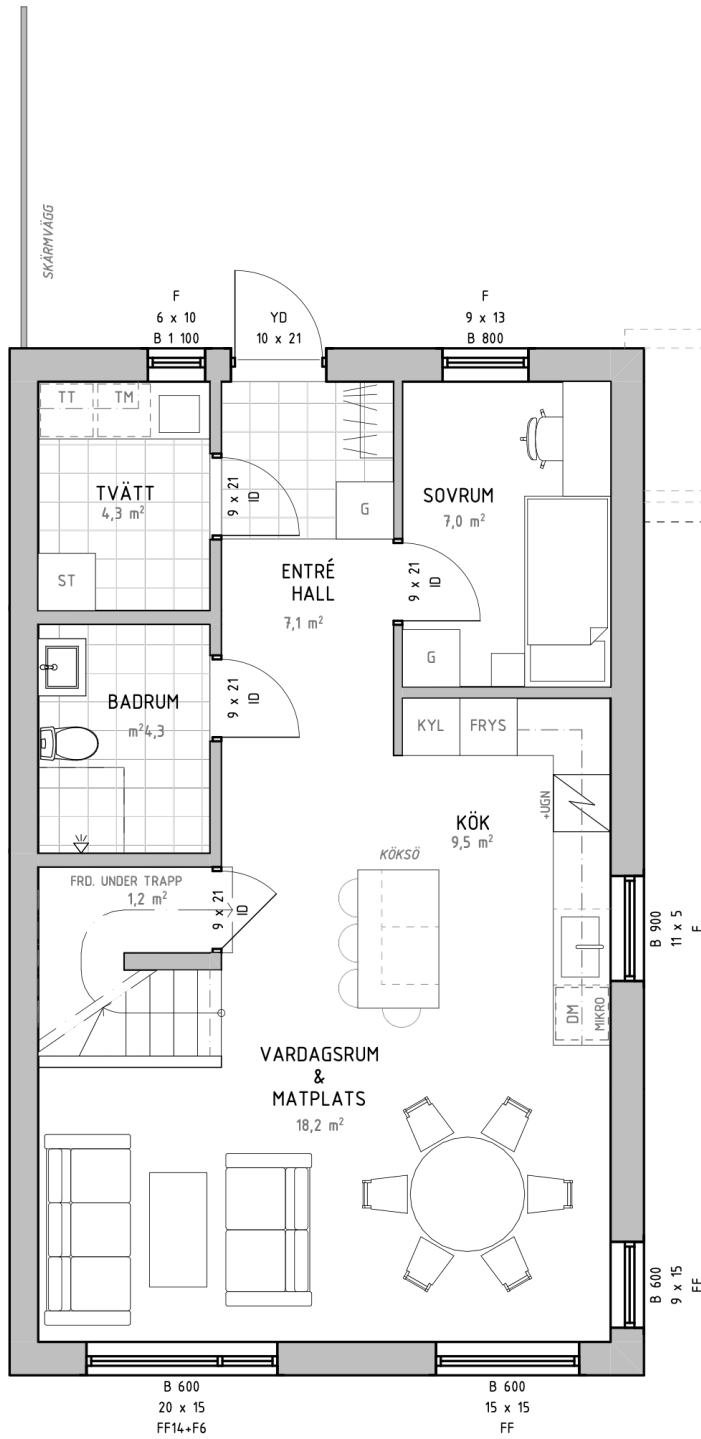 SKÄRMVÄGG
F
6 x 10
B 1 100
YD
10 x 21
F
9 x 13
B 800
TT
TM
TVÄTT
4,3 m²
ST
9 x 21
ID
G
SOVRUM
7,0 m²
ENTRÉ
HALL
7,1 m²
9 x 21
ID
G
BADRUM
m²4,3
9 x 21
ID
KYL
FRYS
+UGN
KÖK
9,5 m²
KÖKSÖ
FRD. UNDER TRAPP
1,2 m²
9 x 21
ID
B 900
11 x 5
F
DM
MIKRO
VARDAGSRUM
&
MATPLATS
18,2 m²
B 600
9 x 15
FF
B 600
20 x 15
FF14+F6
B 600
15 x 15
FF